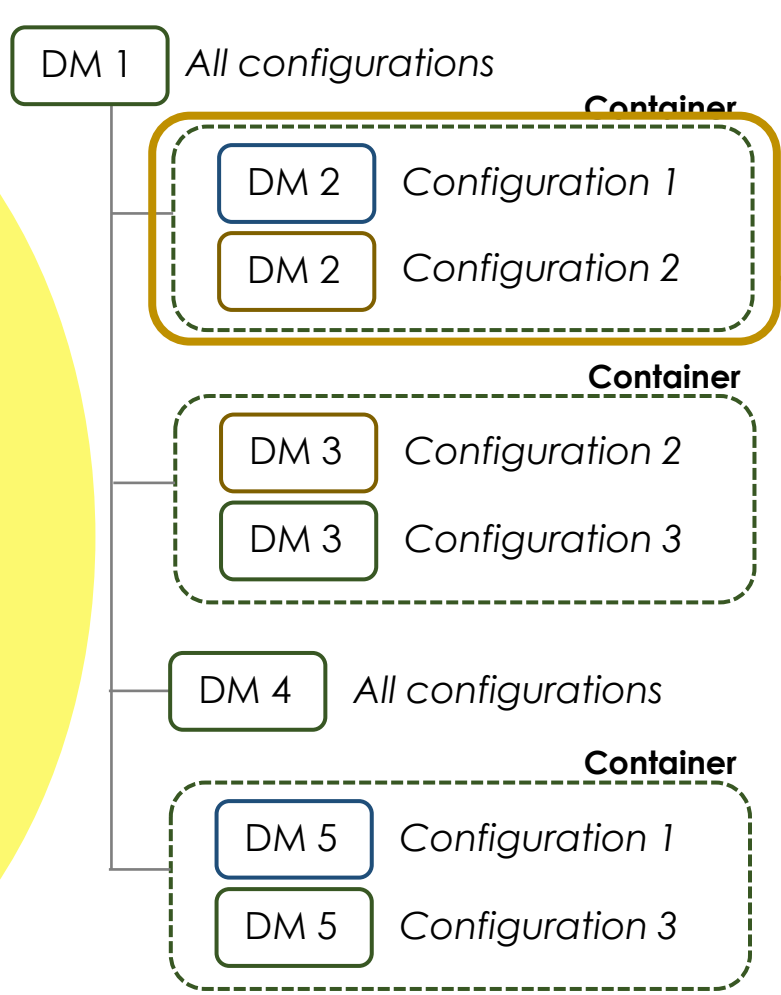 DM 1 All configurations
Container
DM 2 Configuration 1
DM 2 Configuration 2
Container
DM 3 Configuration 2
DM 3 Configuration 3
DM 4 All configurations
Container
DM 5 Configuration 1
DM 5 Configuration 3